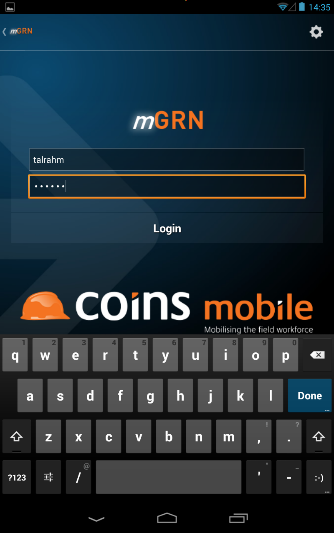 14:35
mGRN
mGRN
talrahm
••••••
Login
coins mobile
Mobilising the field workforce
1 2 3 4 5 6 7 8 9 0
q w e r t y u i o p
a s d f g h j k l Done
! ?
z x c v b n m , .
@
?123 / ' - :-)